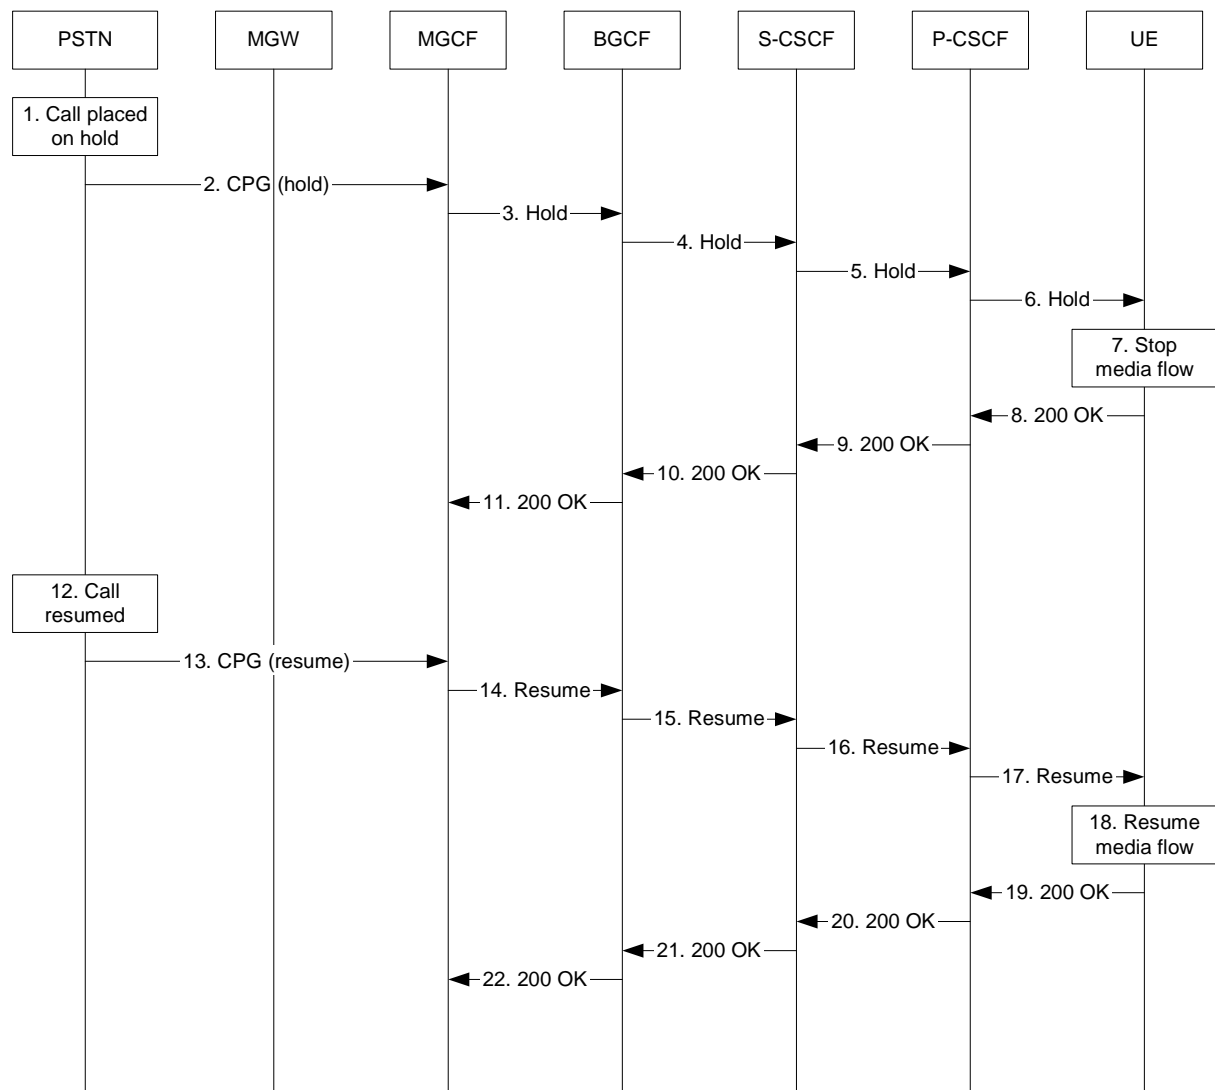 PSTN
MGW
MGCF
BGCF
S-CSCF
P-CSCF
UE
1. Call placed
on hold
2. CPG (hold)
3. Hold
4. Hold
5. Hold
6. Hold
7. Stop
media flow
8. 200 OK
9. 200 OK
10. 200 OK
11. 200 OK
12. Call
resumed
13. CPG (resume)
14. Resume
15. Resume
16. Resume
17. Resume
18. Resume
media flow
19. 200 OK
20. 200 OK
21. 200 OK
22. 200 OK